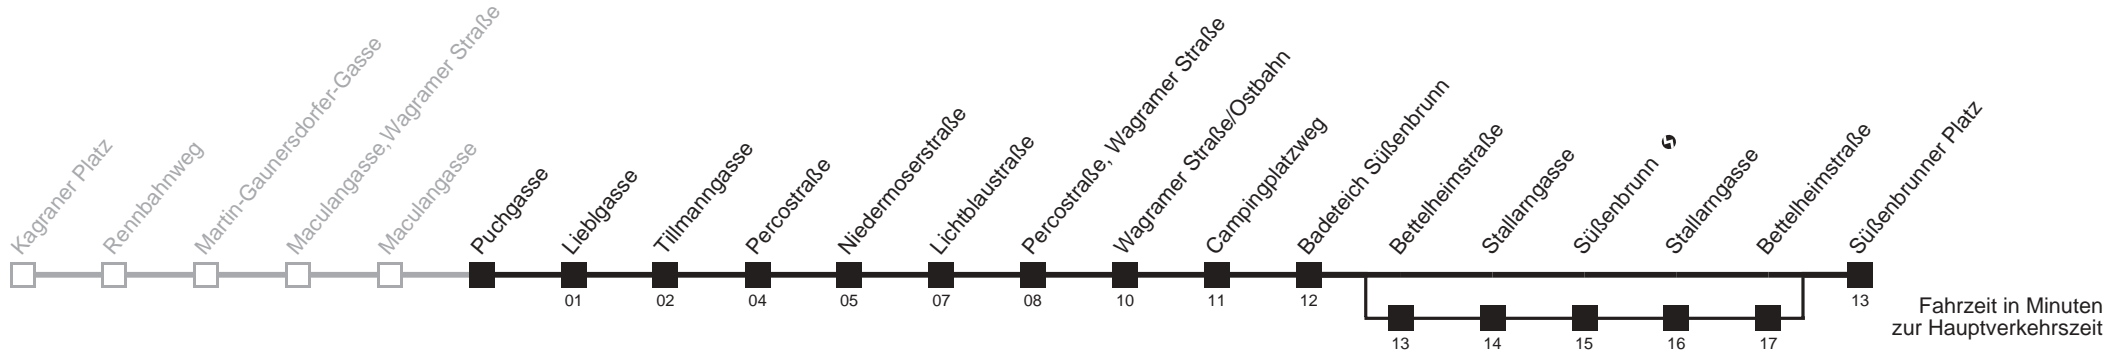 Kagraner Platz
Rennbahnweg
Martin-Gaunersdorfer-Gasse
Maculangasse, Wagramer Straße
Maculangasse
Puchgasse
Lieblgasse
Tillmanngasse
Percostraße
Niedermoserstraße
Lichtblaustraße
Percostraße, Wagramer Straße
Wagramer Straße/Ostbahn
Campingplatzweg
Badeteich Süßenbrunn
Bettelheimstraße
Stallarngasse
Süßenbrunn
Stallarngasse
Bettelheimstraße
Süßenbrunner Platz
01
02
04
05
07
08
10
11
12
13
13
14
15
16
17
Fahrzeit in Minuten
zur Hauptverkehrszeit